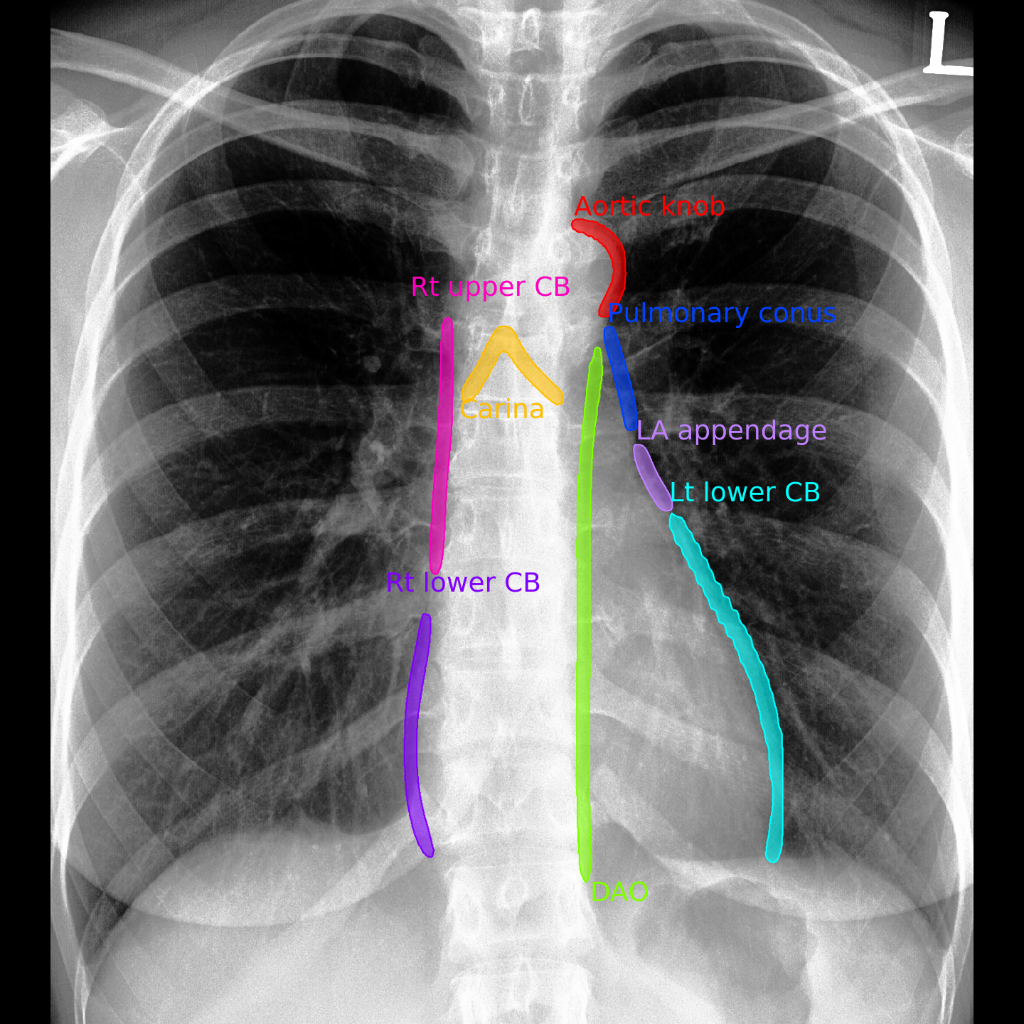 L
Aortic knob
Rt upper CB
Pulmonary conus
Carina
LA appendage
Lt lower CB
Rt lower CB
DAO